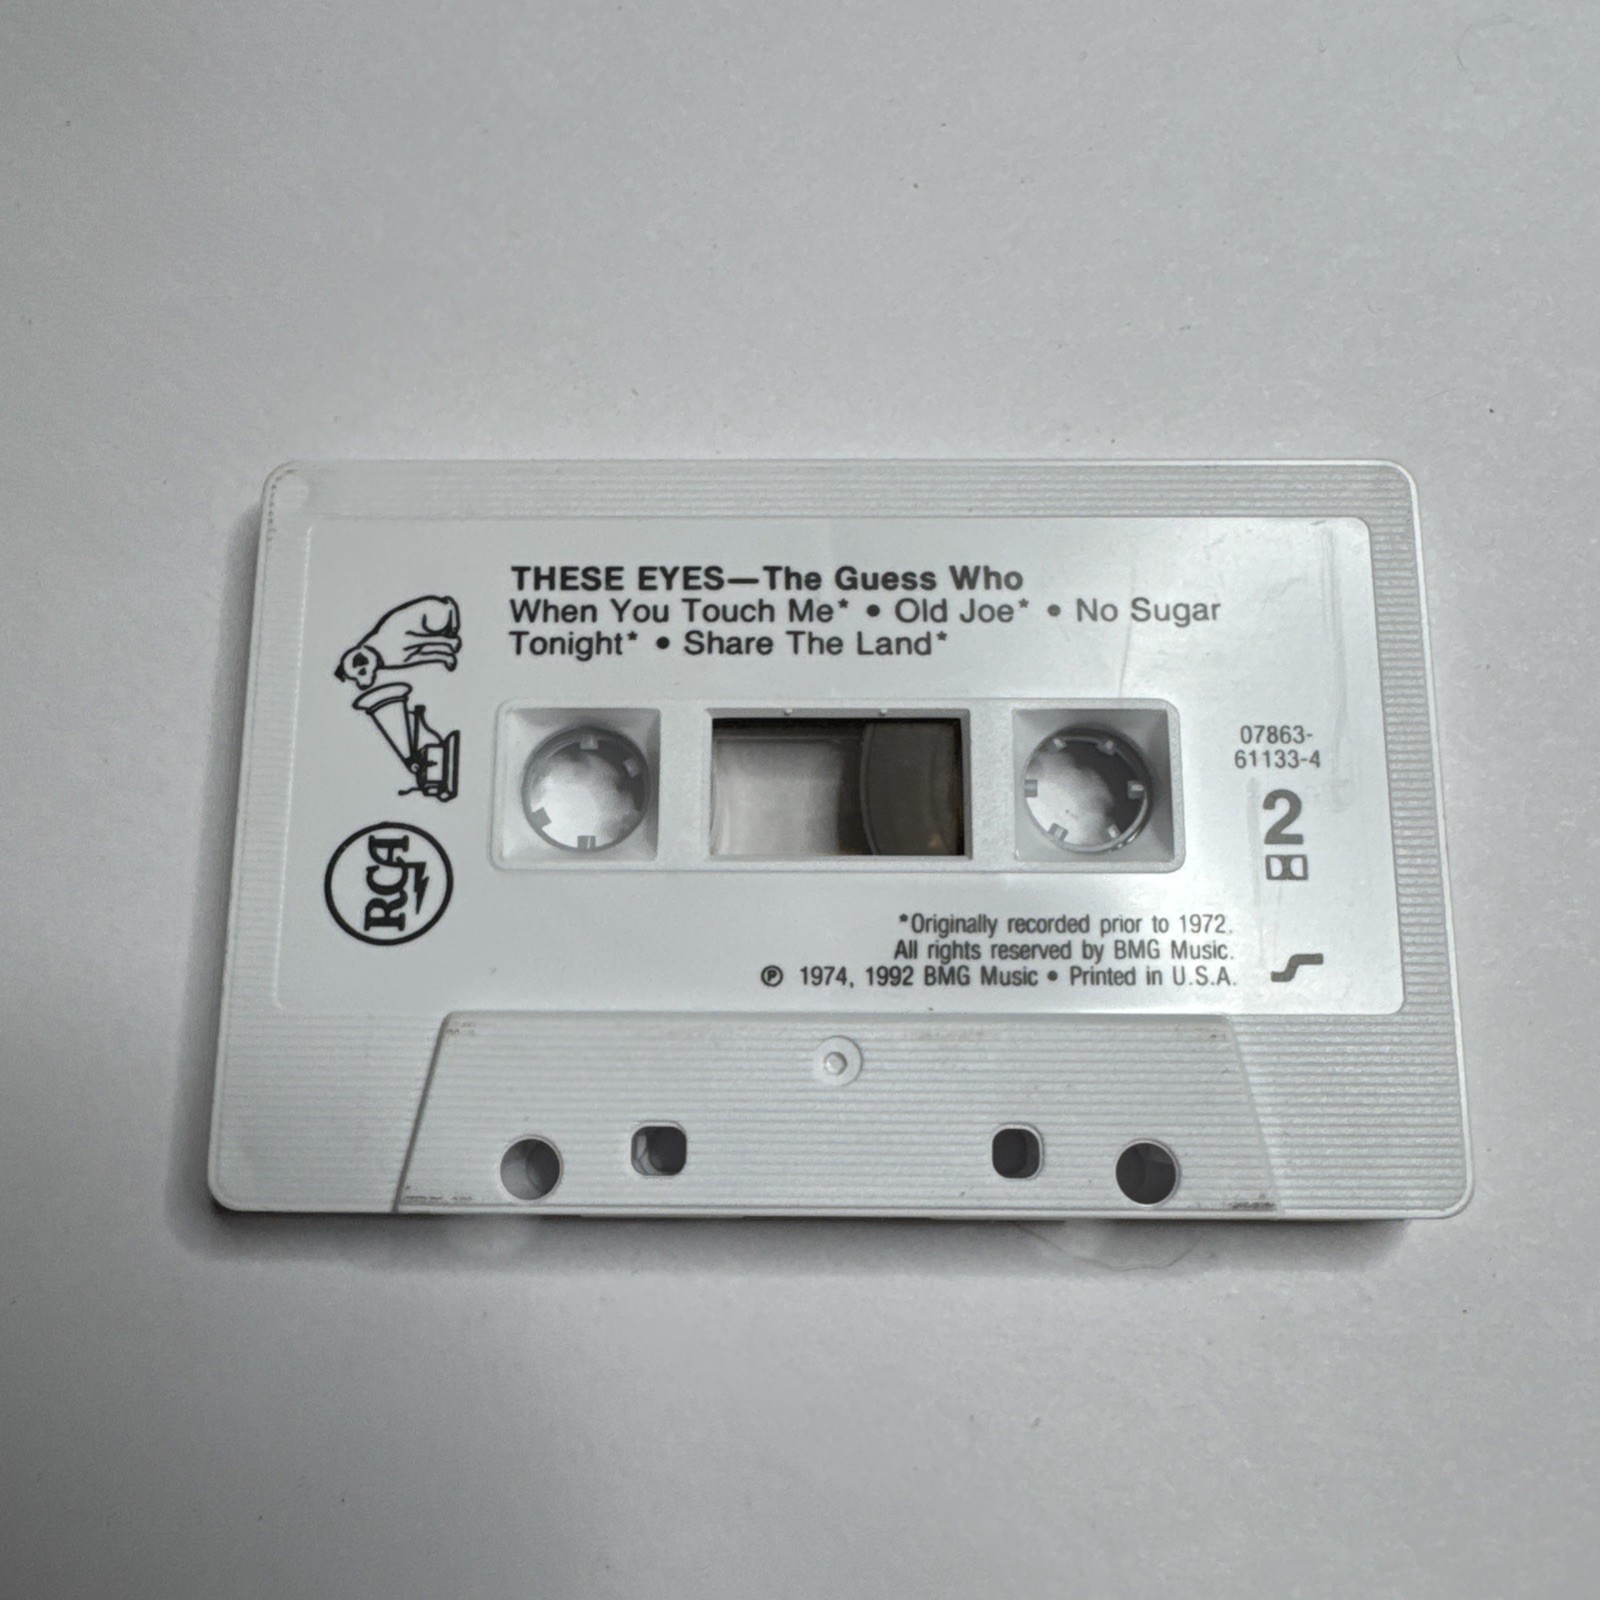 THESE EYES—The Guess Who
When You Touch Me* • Old Joe* • No Sugar
Tonight* • Share The Land*
RCA
07863-
61133-4
2
*Originally recorded prior to 1972.
All rights reserved by BMG Music.
℗ 1974, 1992 BMG Music • Printed in U.S.A.